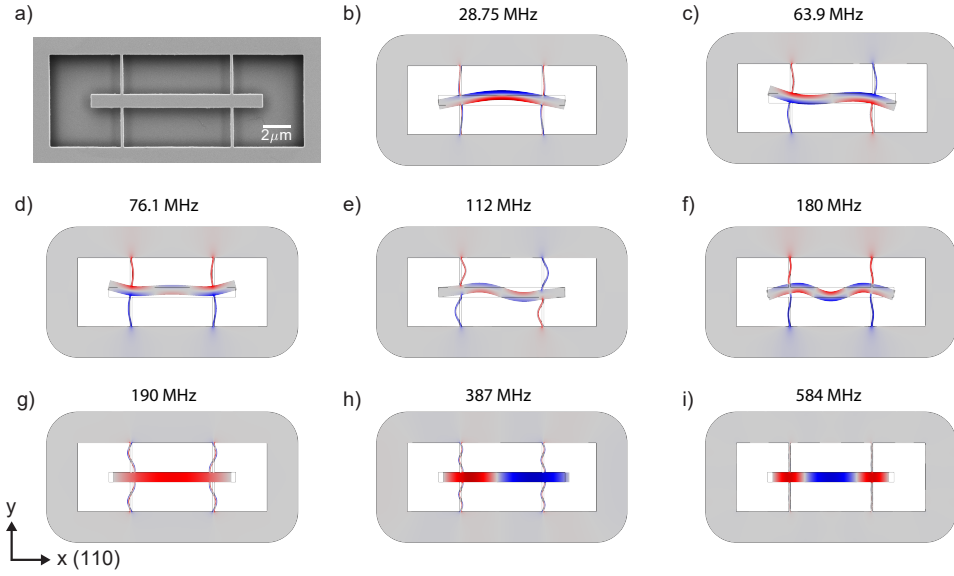 a)
2μm
b)
28.75 MHz
c)
63.9 MHz
d)
76.1 MHz
e)
112 MHz
f)
180 MHz
g)
190 MHz
h)
387 MHz
i)
584 MHz
y
x (110)